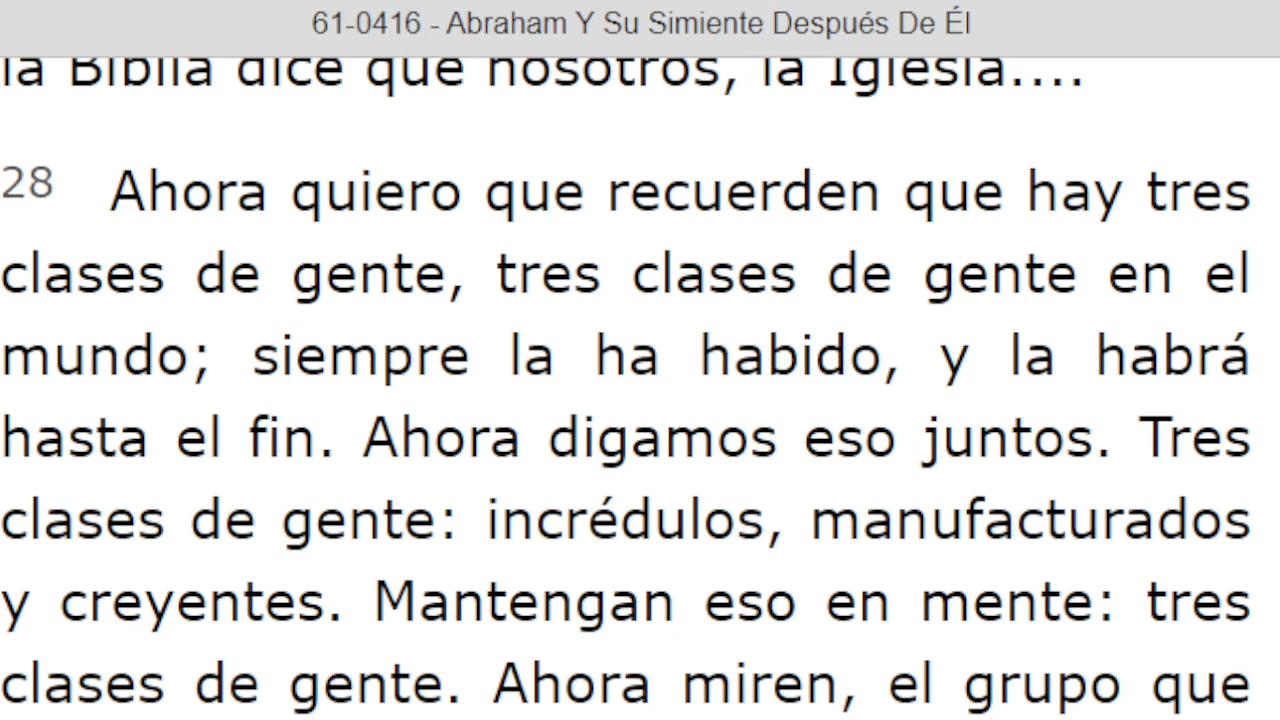 61-0416 - Abraham Y Su Simiente Después De Él
la Biblia dice que nosotros, la Iglesia....
28 Ahora quiero que recuerden que hay tres
clases de gente, tres clases de gente en el
mundo; siempre la ha habido, y la habrá
hasta el fin. Ahora digamos eso juntos. Tres
clases de gente: incrédulos, manufacturados
y creyentes. Mantengan eso en mente: tres
clases de gente. Ahora miren, el grupo que